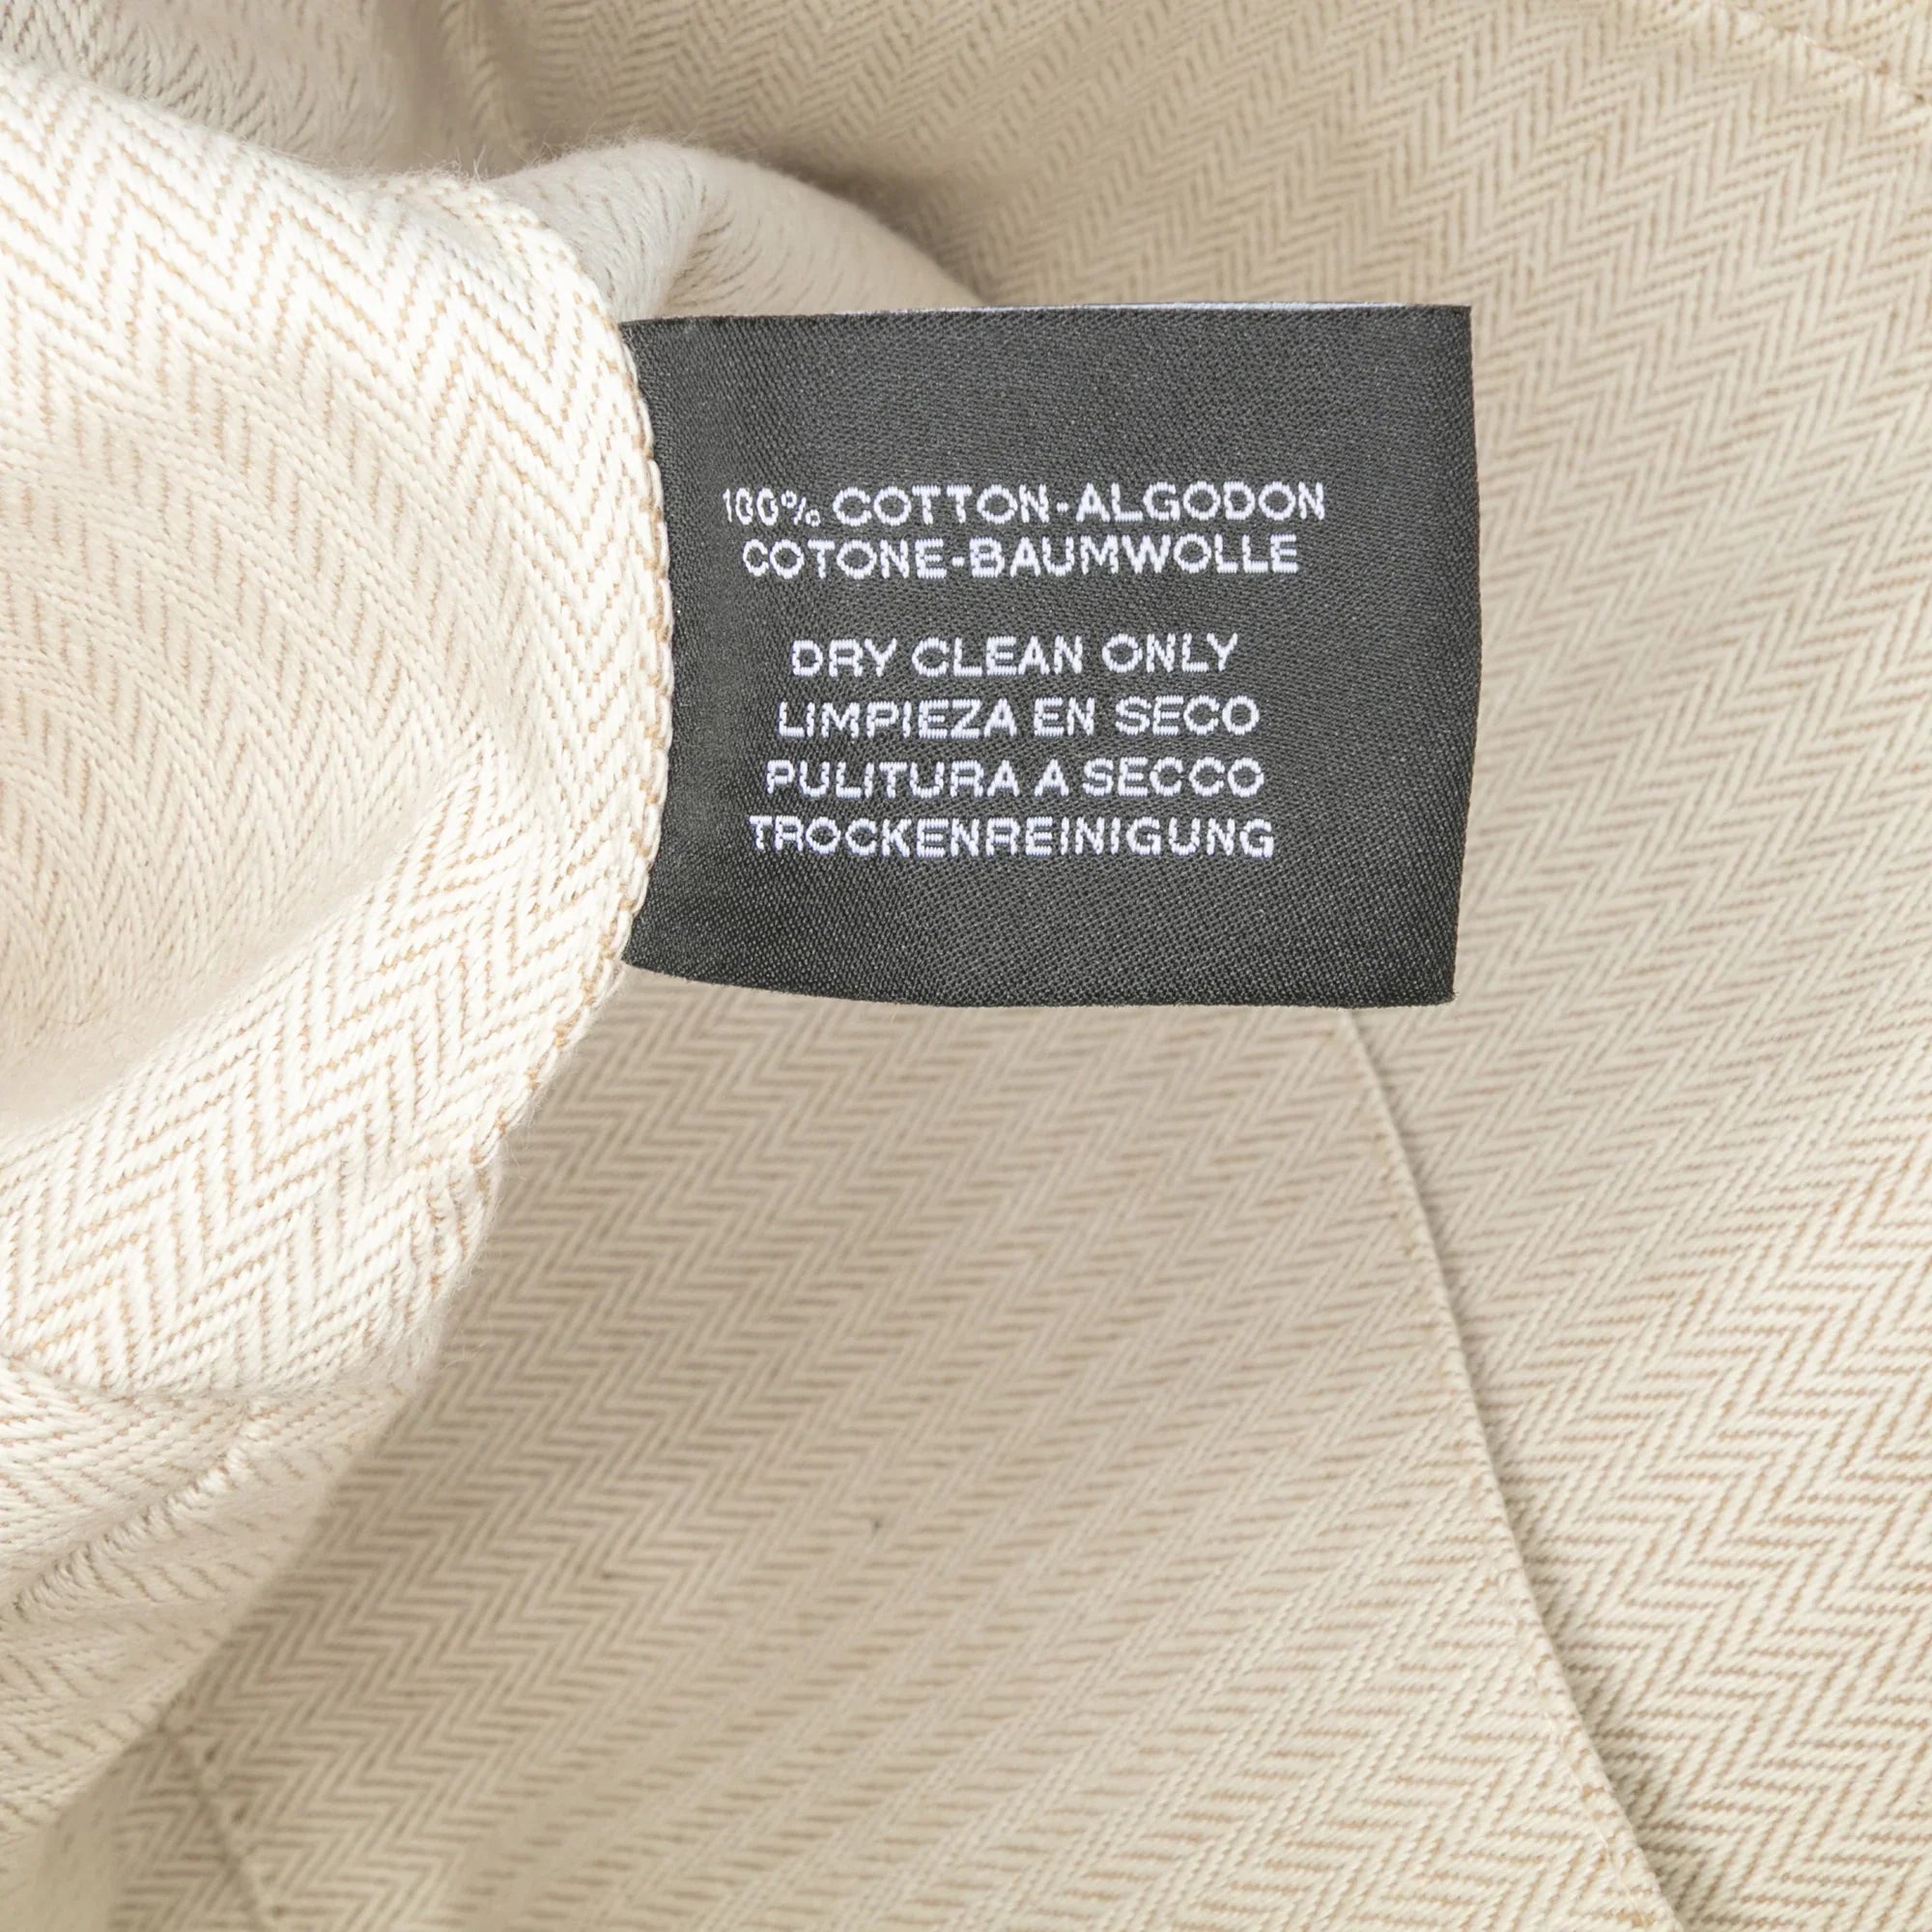 100% COTTON-ALGODON
COTONE-BAUMWOLLE
DRY CLEAN ONLY
LIMPIEZA EN SECO
PULITURA A SECCO
TROCKENREINIGUNG